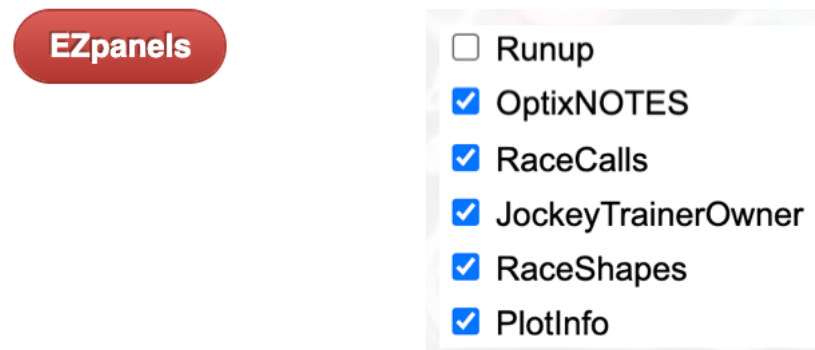 EZpanels
Runup
OptixNOTES
RaceCalls
JockeyTrainerOwner
RaceShapes
PlotInfo